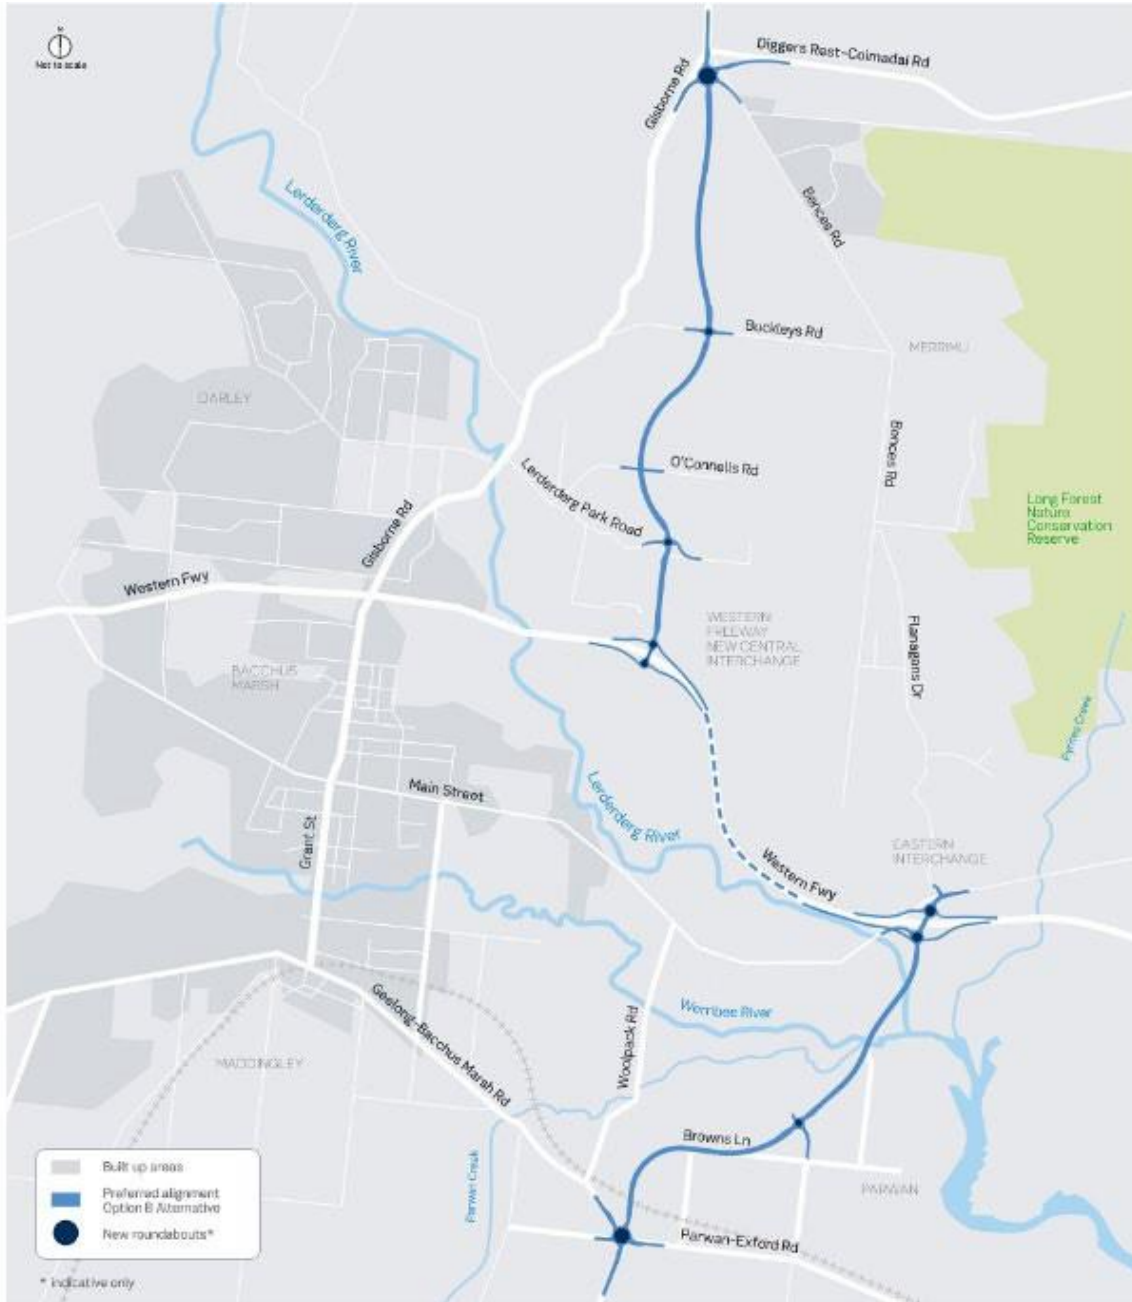 N
Not to scale
Diggers Rest-Coimadai Rd
Gisborne Rd
Lerderderg River
Bences Rd
Buckleys Rd
MERRIMU
DARLEY
Bences Rd
O'Connells Rd
Lerderderg Park Road
Long Forest
Nature
Conservation
Reserve
Gisborne Rd
Western Fwy
WESTERN
FREEWAY
NEW CENTRAL
INTERCHANGE
Flanagans Dr
BACCHUS
MARSH
Pyrites Creek
Main Street
Lerderderg River
Grant St
Western Fwy
EASTERN
INTERCHANGE
Geelong-Bacchus Marsh Rd
Werribee River
Woolpack Rd
MADDINGLEY
Browns Ln
Parwan Creek
PARWAN
Parwan-Exford Rd
Built up areas
Preferred alignment
Option B Alternative
New roundabouts*
* indicative only